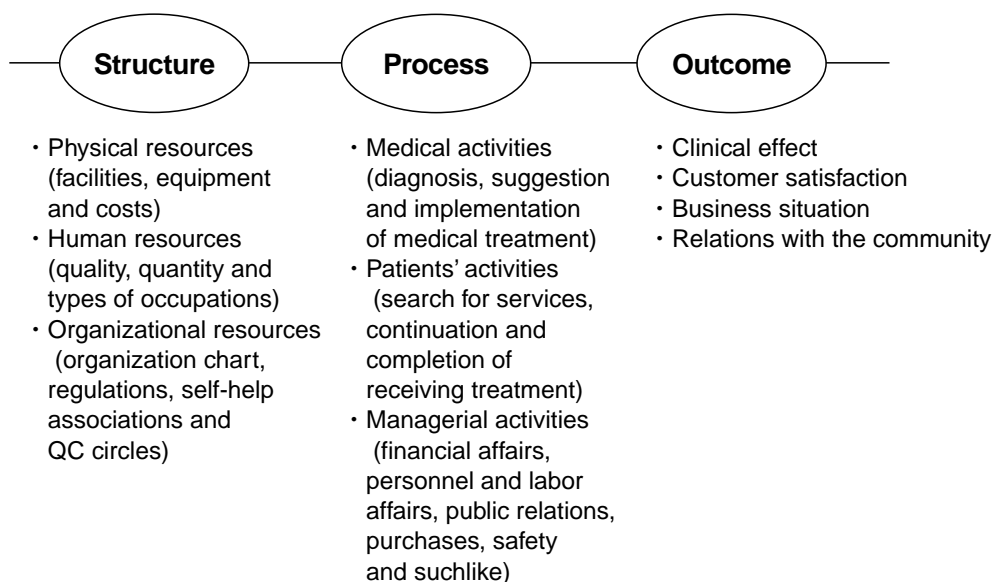 Structure
Process
Outcome
・Physical resources
(facilities, equipment
and costs)
・Human resources
(quality, quantity and
types of occupations)
・Organizational resources
(organization chart,
regulations, self-help
associations and
QC circles)
・Medical activities
(diagnosis, suggestion
and implementation
of medical treatment)
・Patients’ activities
(search for services,
continuation and
completion of
receiving treatment)
・Managerial activities
(financial affairs,
personnel and labor
affairs, public relations,
purchases, safety
and suchlike)
・Clinical effect
・Customer satisfaction
・Business situation
・Relations with the community